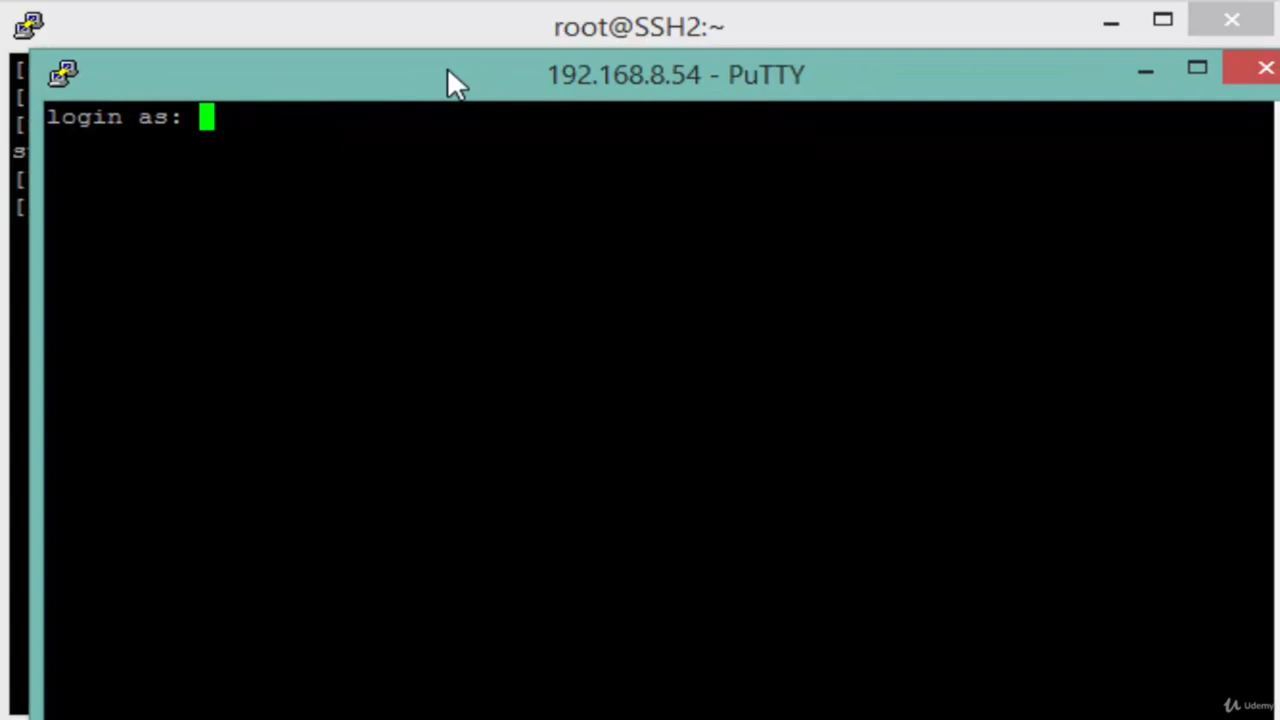 root@SSH2:~
192.168.8.54 - PuTTY
[
[
[
[
[
login as:
Udemy